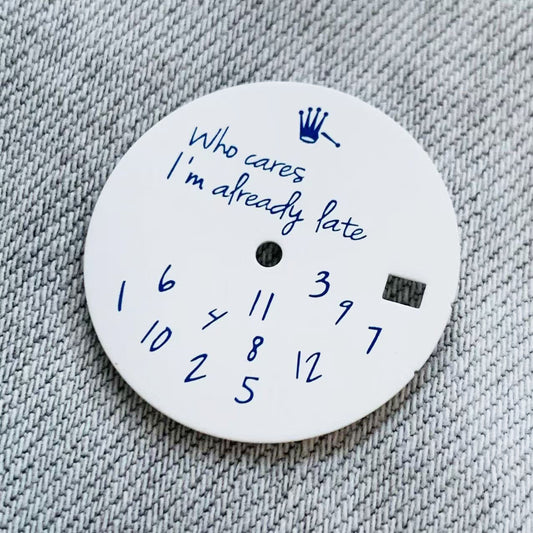 Who cares
I'm already late
1 6 4 11 3 9 7
10 2 8 5 12